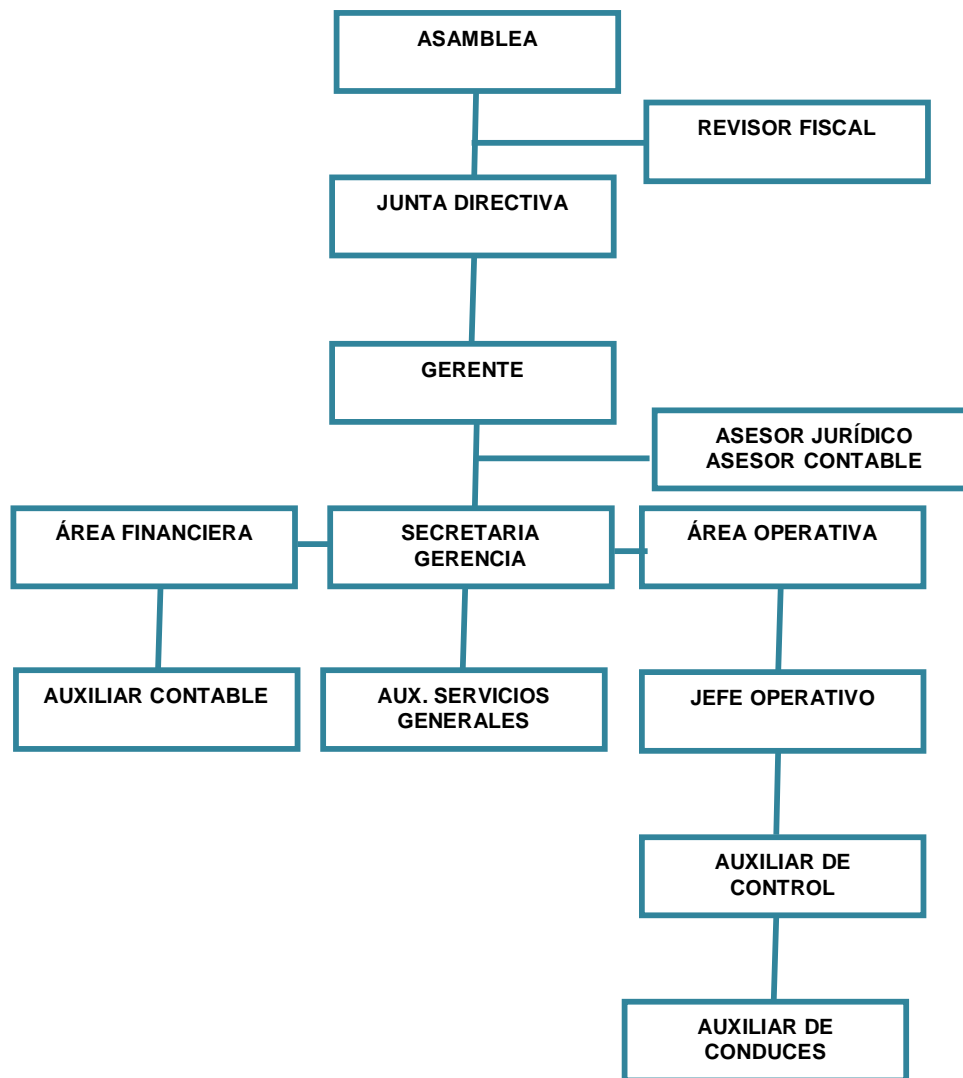 ASAMBLEA
REVISOR FISCAL
JUNTA DIRECTIVA
GERENTE
ASESOR JURÍDICO
ASESOR CONTABLE
ÁREA FINANCIERA
SECRETARIA
GERENCIA
ÁREA OPERATIVA
AUXILIAR CONTABLE
AUX. SERVICIOS
GENERALES
JEFE OPERATIVO
AUXILIAR DE
CONTROL
AUXILIAR DE
CONDUCES